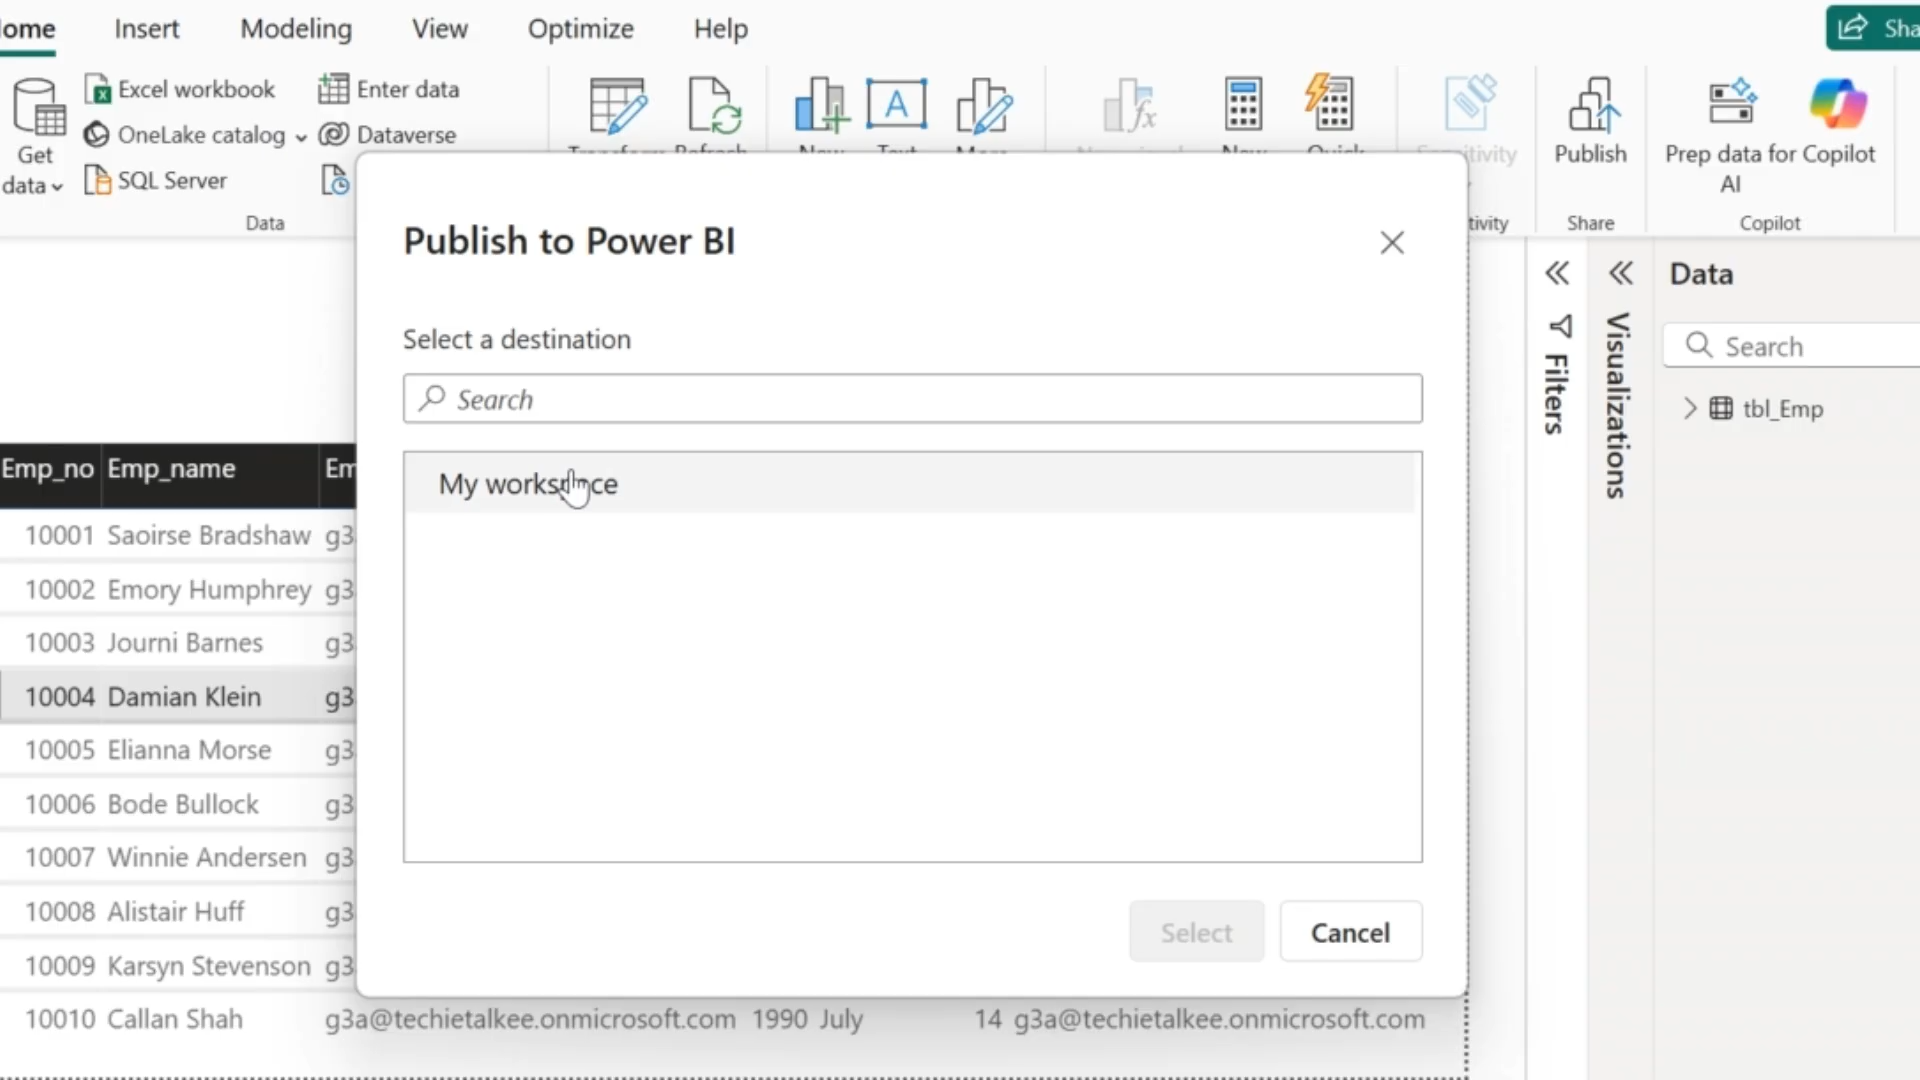 Insert Modeling View Optimize Help
Excel workbook Enter data
OneLake catalog Dataverse
Get data
SQL Server
Data
Publish
Prep data for AI
Copilot
Share
Copilot
Publish to Power BI
Select a destination
Search
My workspace
Select Cancel
Filters
Visualizations
Data
Search
tbl_Emp
Emp_no Emp_name
10001 Saoirse Bradshaw
10002 Emory Humphrey
10003 Journi Barnes
10004 Damian Klein
10005 Elianna Morse
10006 Bode Bullock
10007 Winnie Andersen
10008 Alistair Huff
10009 Karsyn Stevenson
10010 Callan Shah g3a@techietalkee.onmicrosoft.com 1990 July 14 g3a@techietalkee.onmicrosoft.com